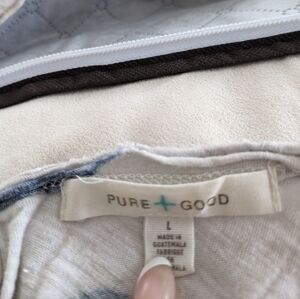 PURE + GOOD
L
MADE IN
GUATEMALA
FABRIQUE